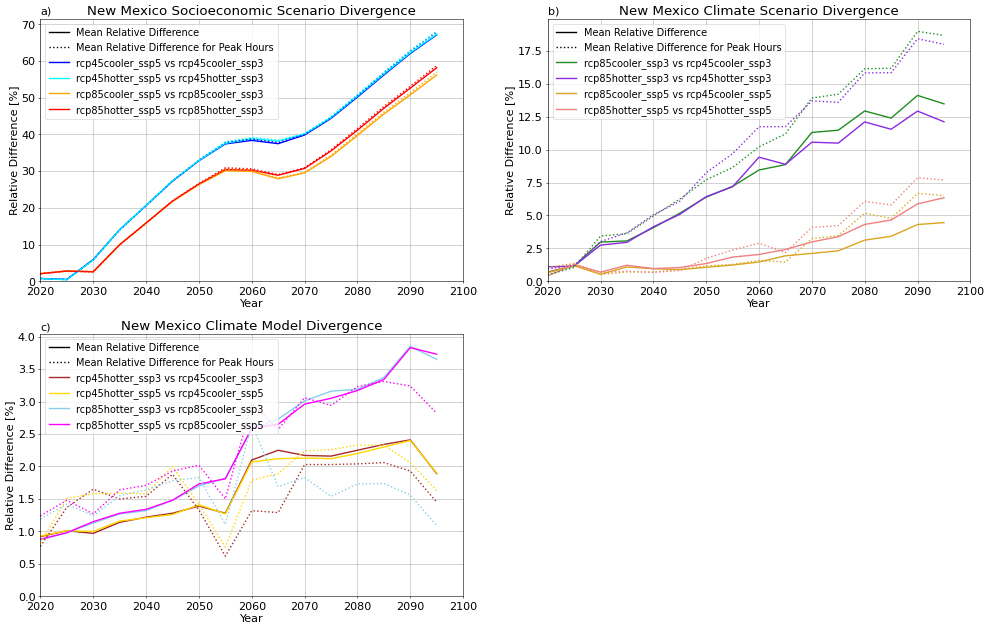 a)
New Mexico Socioeconomic Scenario Divergence
Relative Difference [%]
70
60
50
40
30
20
10
0
Mean Relative Difference
Mean Relative Difference for Peak Hours
rcp45cooler_ssp5 vs rcp45cooler_ssp3
rcp45hotter_ssp5 vs rcp45hotter_ssp3
rcp85cooler_ssp5 vs rcp85cooler_ssp3
rcp85hotter_ssp5 vs rcp85hotter_ssp3
2020 2030 2040 2050 2060 2070 2080 2090 2100
Year
b)
New Mexico Climate Scenario Divergence
Relative Difference [%]
17.5
15.0
12.5
10.0
7.5
5.0
2.5
0.0
Mean Relative Difference
Mean Relative Difference for Peak Hours
rcp85cooler_ssp3 vs rcp45cooler_ssp3
rcp85hotter_ssp3 vs rcp45hotter_ssp3
rcp85cooler_ssp5 vs rcp45cooler_ssp5
rcp85hotter_ssp5 vs rcp45hotter_ssp5
2020 2030 2040 2050 2060 2070 2080 2090 2100
Year
c)
New Mexico Climate Model Divergence
Relative Difference [%]
4.0
3.5
3.0
2.5
2.0
1.5
1.0
0.5
0.0
Mean Relative Difference
Mean Relative Difference for Peak Hours
rcp45hotter_ssp3 vs rcp45cooler_ssp3
rcp45hotter_ssp5 vs rcp45cooler_ssp5
rcp85hotter_ssp3 vs rcp85cooler_ssp3
rcp85hotter_ssp5 vs rcp85cooler_ssp5
2020 2030 2040 2050 2060 2070 2080 2090 2100
Year